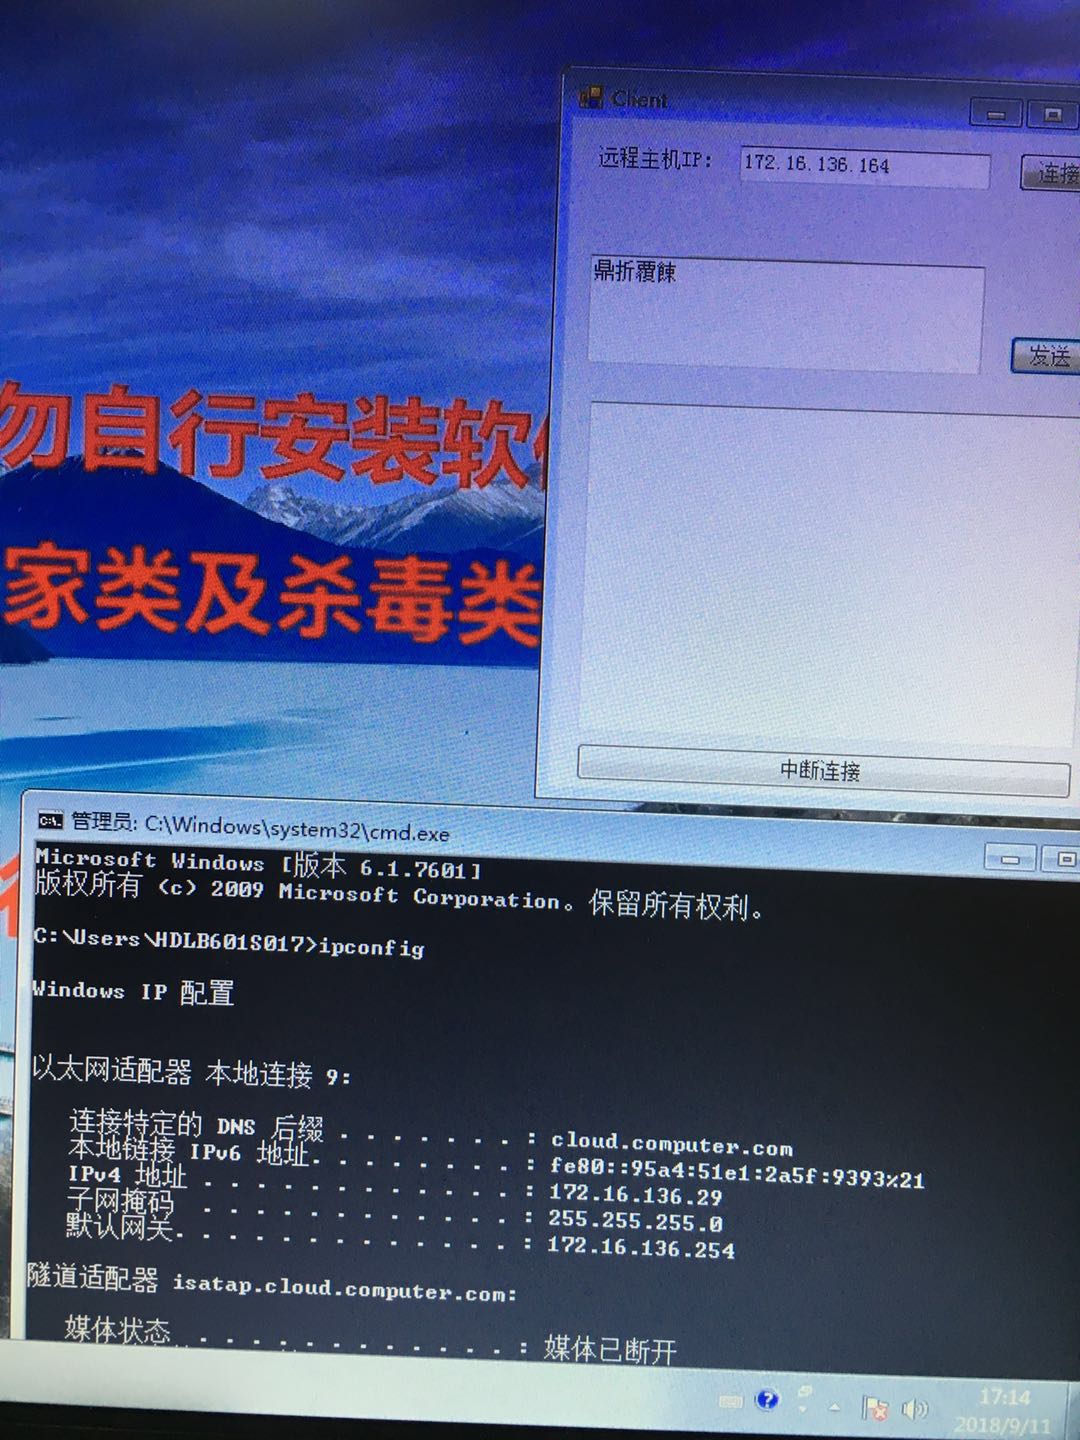 Client
远程主机IP: 172.16.136.164 连接
鼎折覆餗
发送
勿自行安装软
家类及杀毒类
中断连接
管理员: C:\Windows\system32\cmd.exe
Microsoft Windows [版本 6.1.7601]
版权所有 (c) 2009 Microsoft Corporation。保留所有权利。
C:\Users\HDLB601S017>ipconfig
Windows IP 配置
以太网适配器 本地连接 9:
连接特定的 DNS 后缀 . . . . . . . : cloud.computer.com
本地链接 IPv6 地址. . . . . . . . : fe80::95a4:51e1:2a5f:9393%21
IPv4 地址 . . . . . . . . . . . . : 172.16.136.29
子网掩码 . . . . . . . . . . . . : 255.255.255.0
默认网关. . . . . . . . . . . . . : 172.16.136.254
隧道适配器 isatap.cloud.computer.com:
媒体状态 . . . . . . . . . . . . : 媒体已断开
17:14
2018/9/11